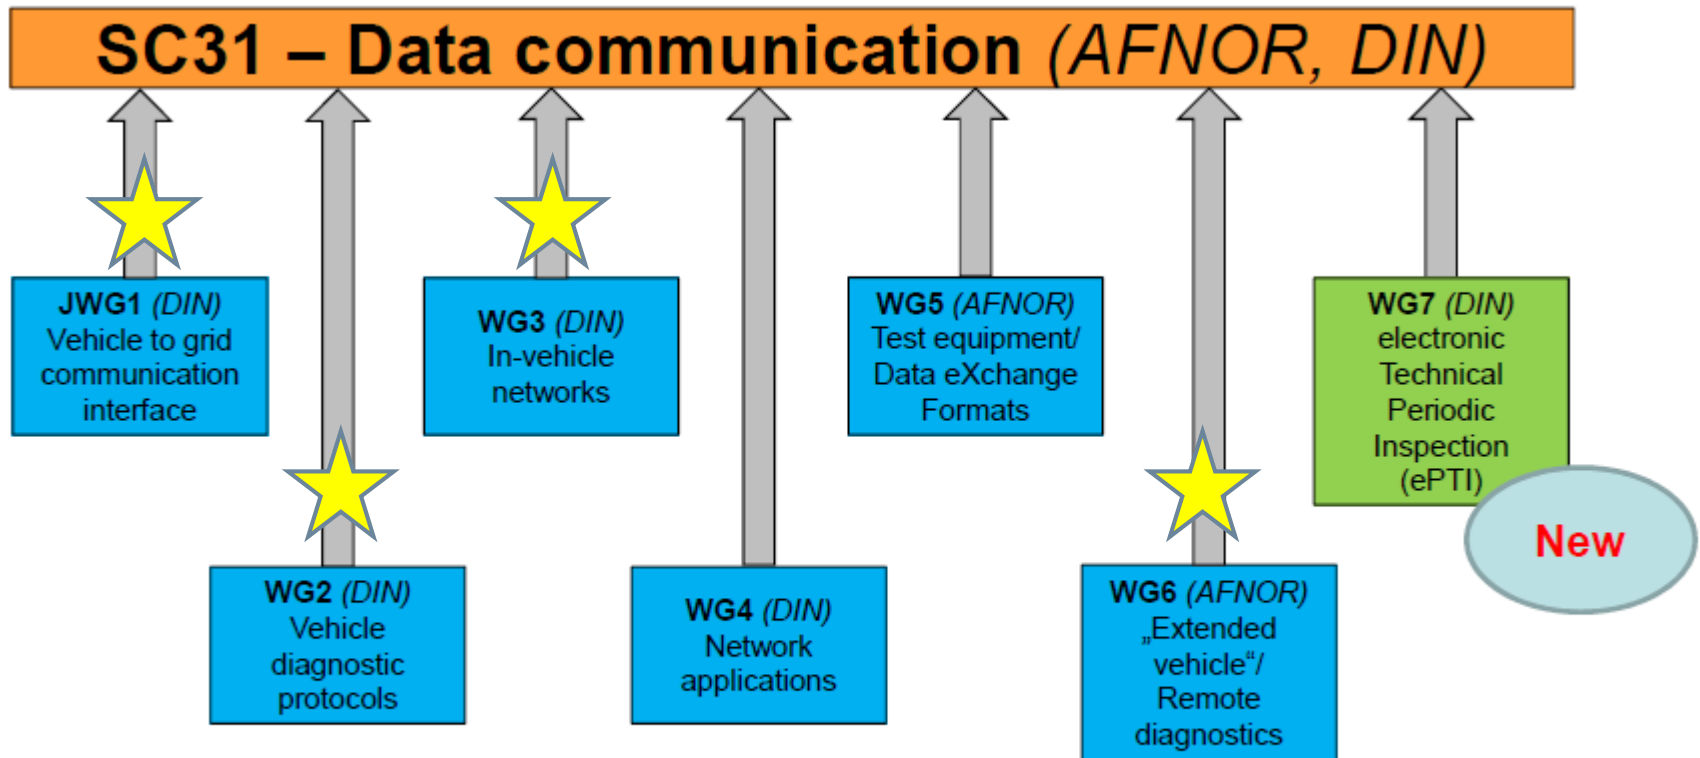 SC31 – Data communication (AFNOR, DIN)
JWG1 (DIN)
Vehicle to grid
communication
interface
WG2 (DIN)
Vehicle
diagnostic
protocols
WG3 (DIN)
In-vehicle
networks
WG4 (DIN)
Network
applications
WG5 (AFNOR)
Test equipment/
Data eXchange
Formats
WG6 (AFNOR)
„Extended
vehicle“/
Remote
diagnostics
WG7 (DIN)
electronic
Technical
Periodic
Inspection
(ePTI)
New